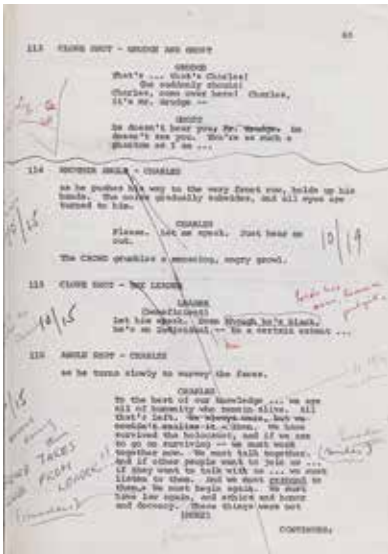 65
113 CLOSE SHOT - GRUDGE AND GHOST
GRUDGE
That's ... that's Charles!
(he suddenly shouts)
Charles, come over here! Charles,
it's Mr. Grudge --
GHOST
He doesn't hear you, Mr. Grudge. He
doesn't see you. You're as much a
phantom as I am ...
114 ANOTHER ANGLE - CHARLES
as he pushes his way to the very front row, holds up his
hands. The noise gradually subsides, and all eyes are
turned to him.
10/15
CHARLES
Please. Let me speak. Just hear me
out.
10/19
The CROWD grumbles a menacing, angry growl.
115 CLOSE SHOT - THE LEADER
LEADER
(beneficient)
10/15
Let him speak. Even though he's black,
he's an individual -- to a certain extent ...
116 ANGLE SHOT - CHARLES
as he turns slowly to survey the faces.
CHARLES
To the best of our knowledge ... we are
all of humanity who remain alive. All
that's left.
survived the holocaust, and if we are
to go on surviving -- we must work
together now. We must talk together.
And if other people want to join us ...
if they want to talk with us ... we must
listen to them. And we must respond to
them. We must begin again. We must
have law again, and ethics and honor
and decency. These things were not
(MORE)
TAKES
FROM
LEADER!!
CONTINUED: